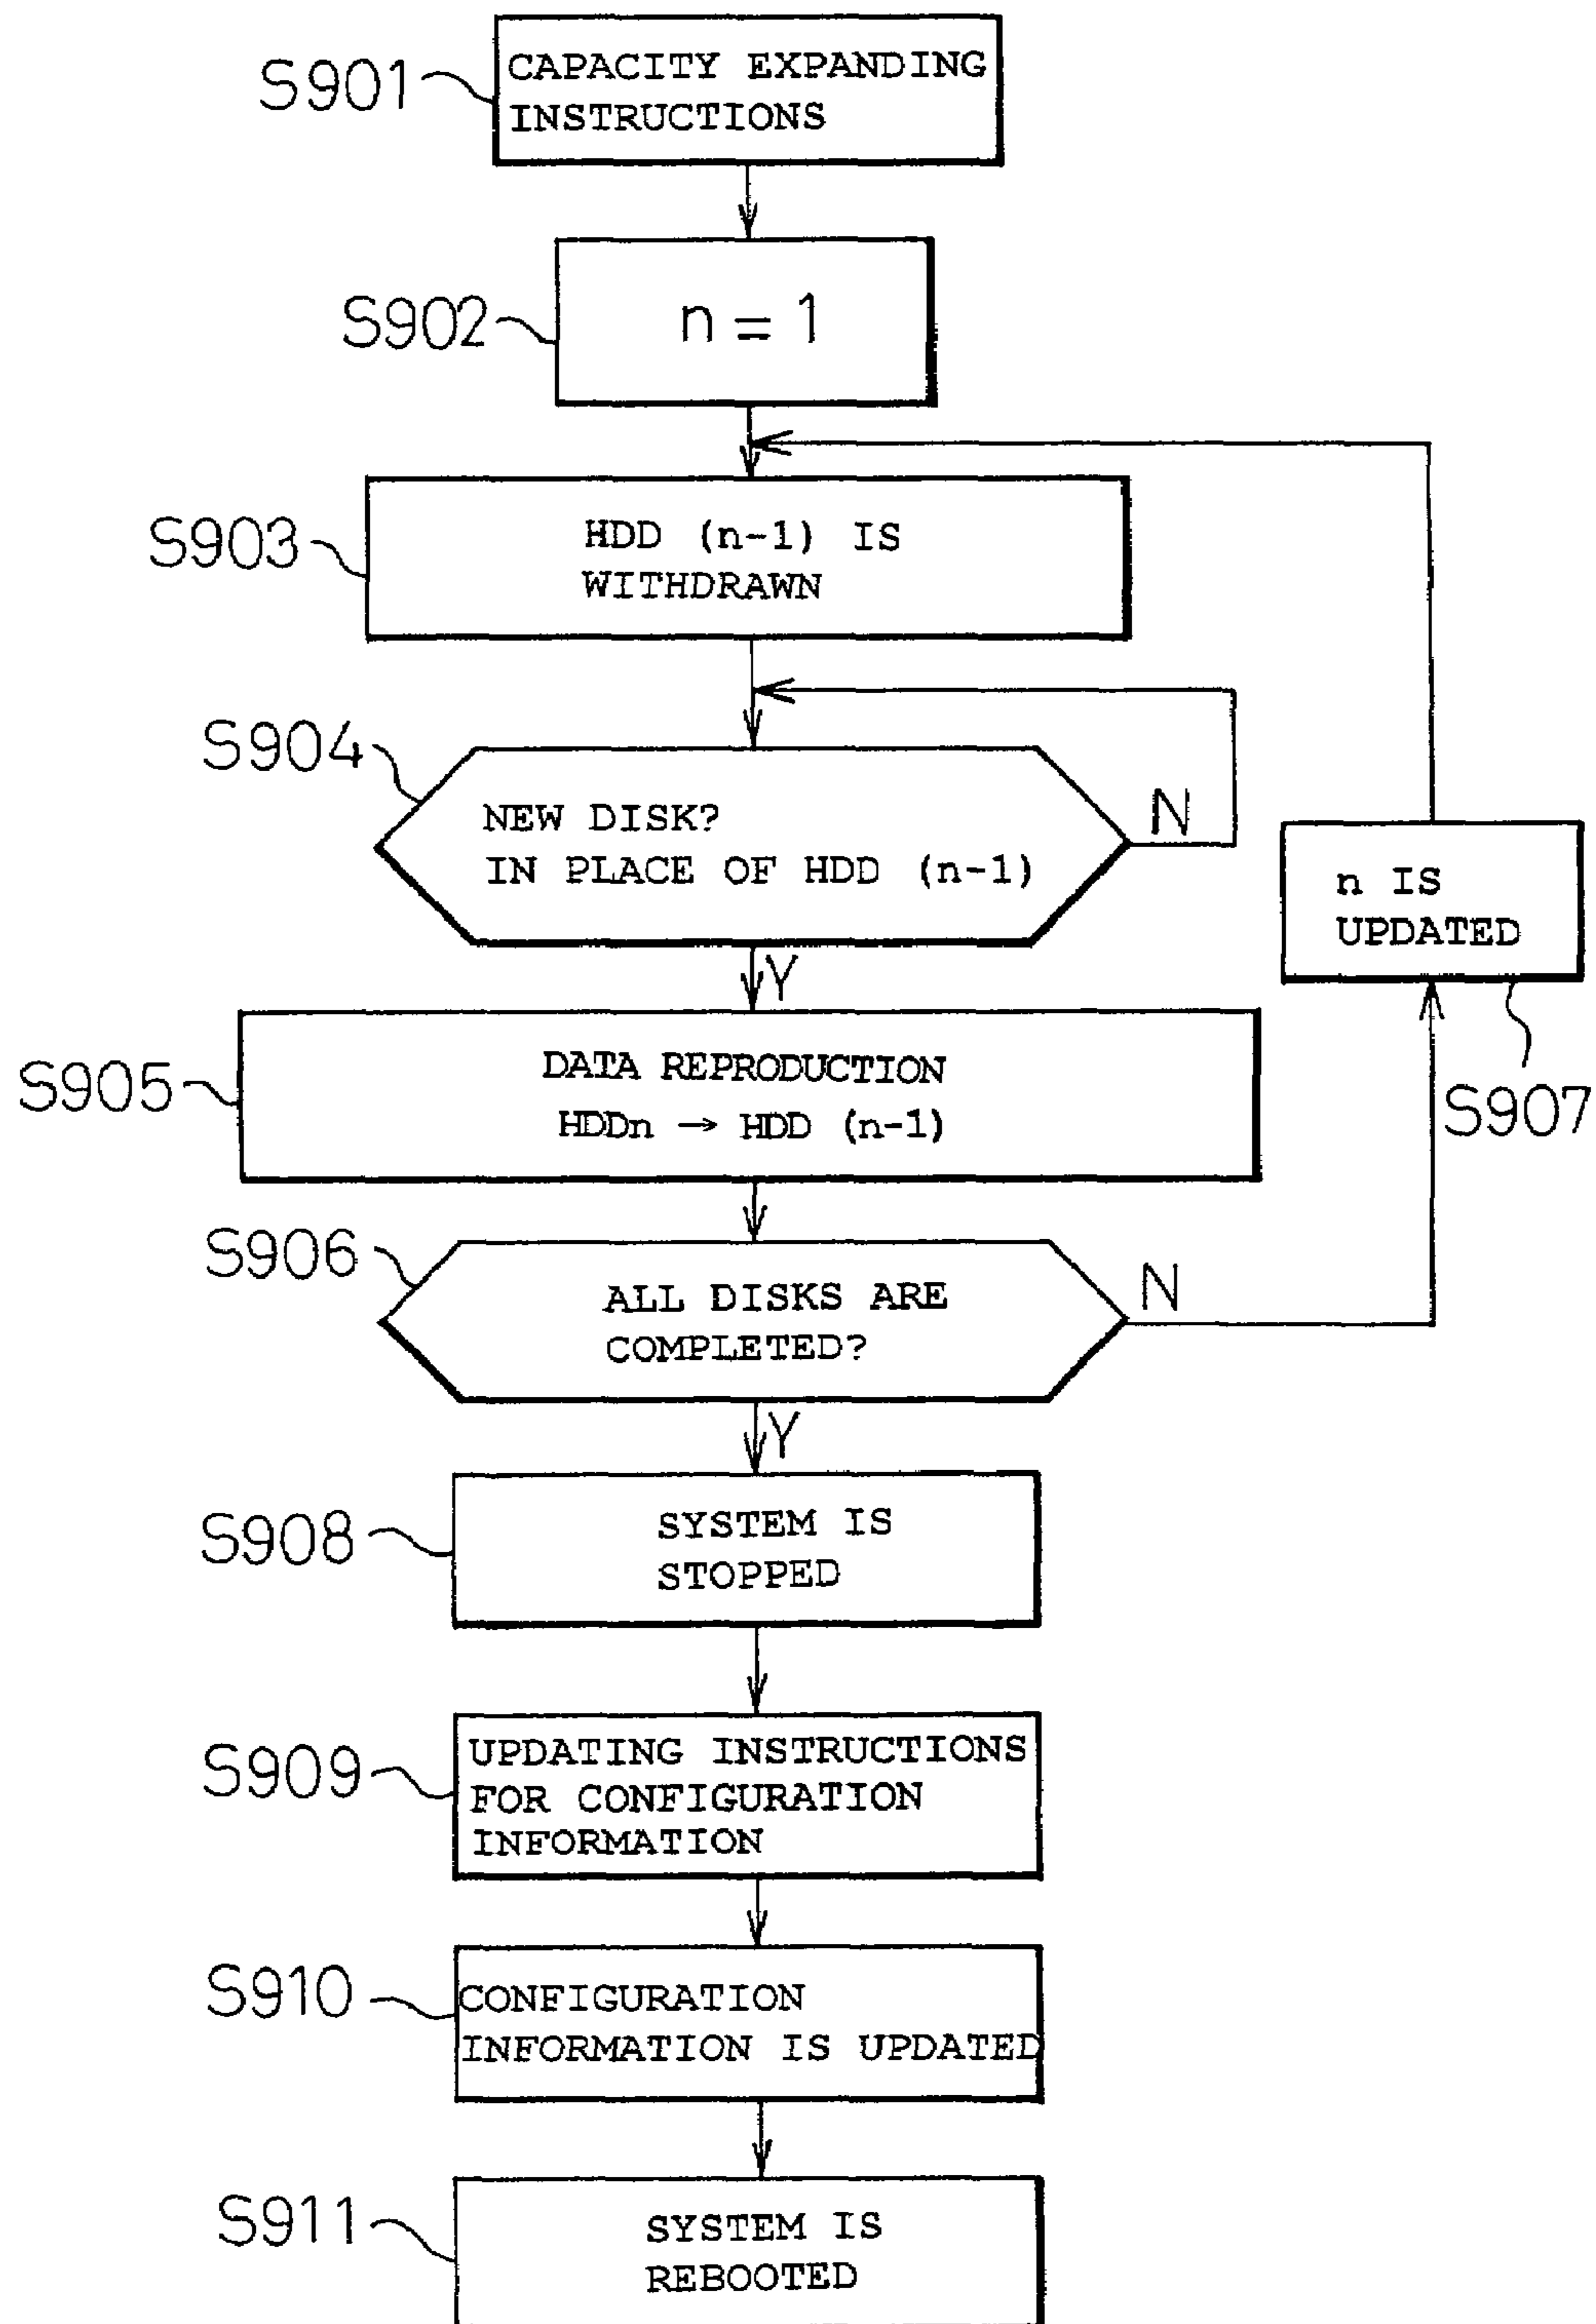 S901
CAPACITY EXPANDING
INSTRUCTIONS
S902
n = 1
S903
HDD (n-1) IS
WITHDRAWN
S904
NEW DISK?
IN PLACE OF HDD (n-1)
N
Y
n IS
UPDATED
S907
S905
DATA REPRODUCTION
HDDn → HDD (n-1)
S906
ALL DISKS ARE
COMPLETED?
N
Y
S908
SYSTEM IS
STOPPED
S909
UPDATING INSTRUCTIONS
FOR CONFIGURATION
INFORMATION
S910
CONFIGURATION
INFORMATION IS UPDATED
S911
SYSTEM IS
REBOOTED